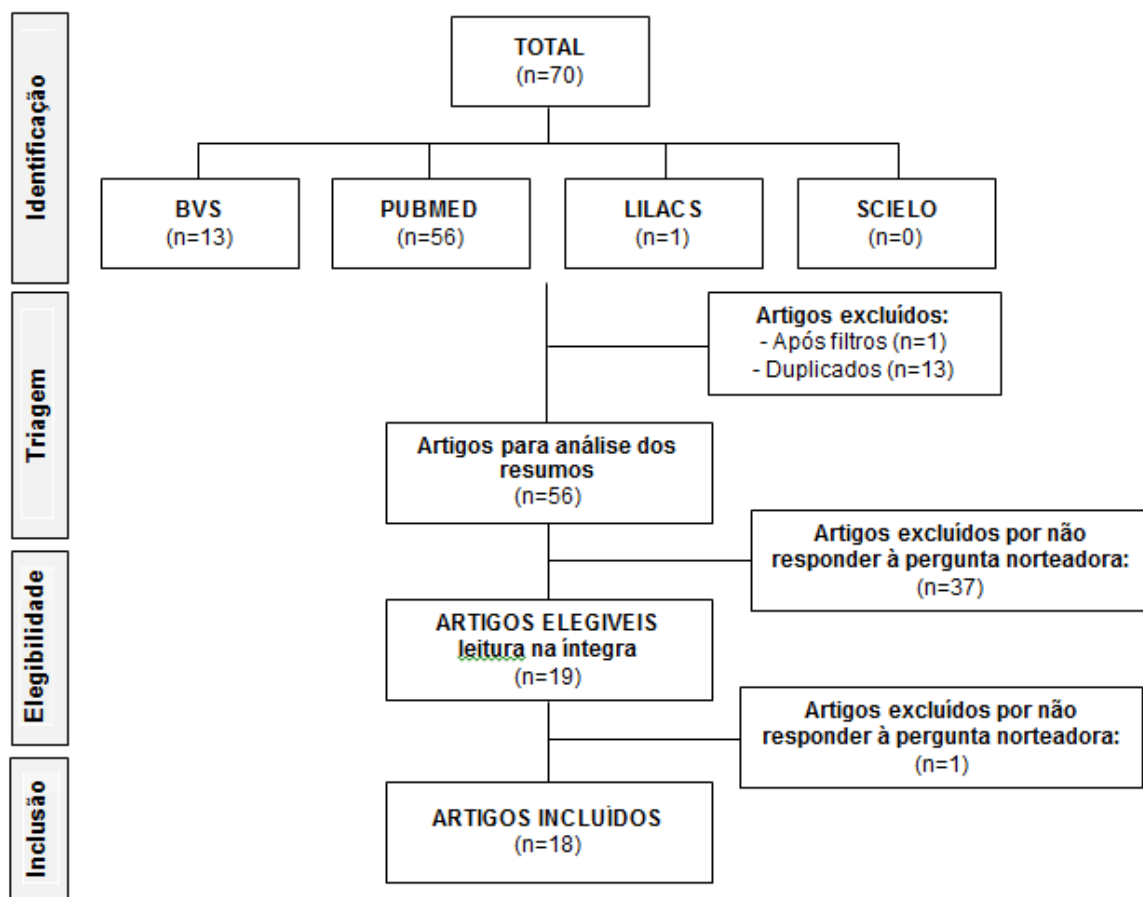 Identificação
TOTAL
(n=70)
BVS
(n=13)
PUBMED
(n=56)
LILACS
(n=1)
SCIELO
(n=0)
Triagem
Artigos excluídos:
- Após filtros (n=1)
- Duplicados (n=13)
Artigos para análise dos
resumos
(n=56)
Elegibilidade
Artigos excluídos por não
responder à pergunta norteadora:
(n=37)
ARTIGOS ELEGIVEIS
leitura na íntegra
(n=19)
Artigos excluídos por não
responder à pergunta norteadora:
(n=1)
Inclusão
ARTIGOS INCLUÍDOS
(n=18)